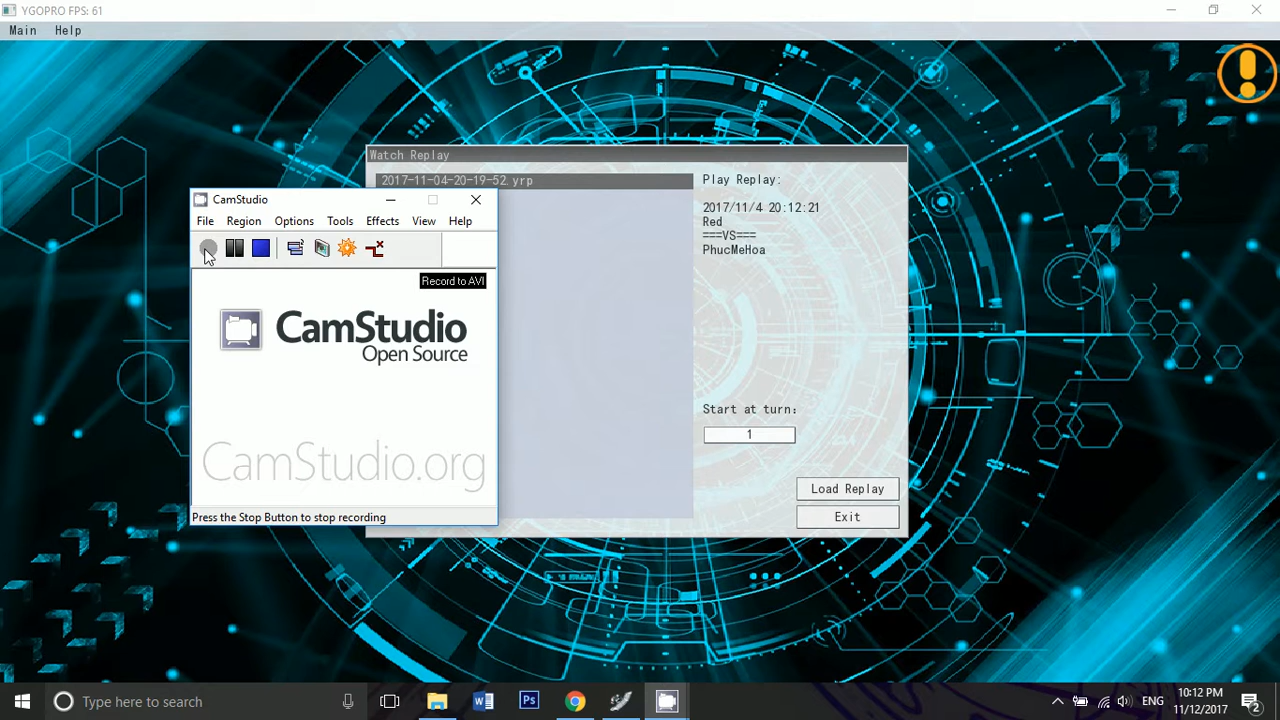 YGOPRO FPS: 61
Main Help
Watch Replay
2017-11-04-20-19-52.yrp
Play Replay:
2017/11/4 20:12:21
Red
===VS===
PhucMeHoa
Start at turn:
1
Load Replay
Exit
CamStudio
File Region Options Tools Effects View Help
Record to AVI
CamStudio
Open Source
CamStudio.org
Press the Stop Button to stop recording
Type here to search
W
Ps
ENG
10:12 PM
11/12/2017
2